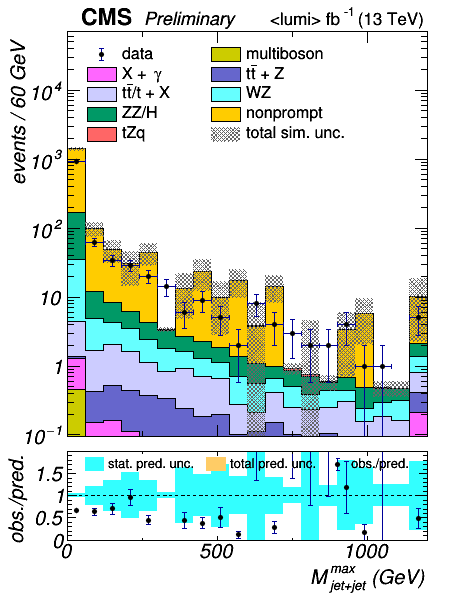 CMS Preliminary <lumi> fb⁻¹ (13 TeV)
events / 60 GeV
data
X + γ
tt̄/t + X
ZZ/H
tZq
multiboson
tt̄ + Z
WZ
nonprompt
total sim. unc.
10⁴
10³
10²
10
1
10⁻¹
obs./pred.
stat. pred. unc. total pred. unc. obs./pred.
1.5
1
0.5
0
0 500 1000
M^max_jet+jet (GeV)